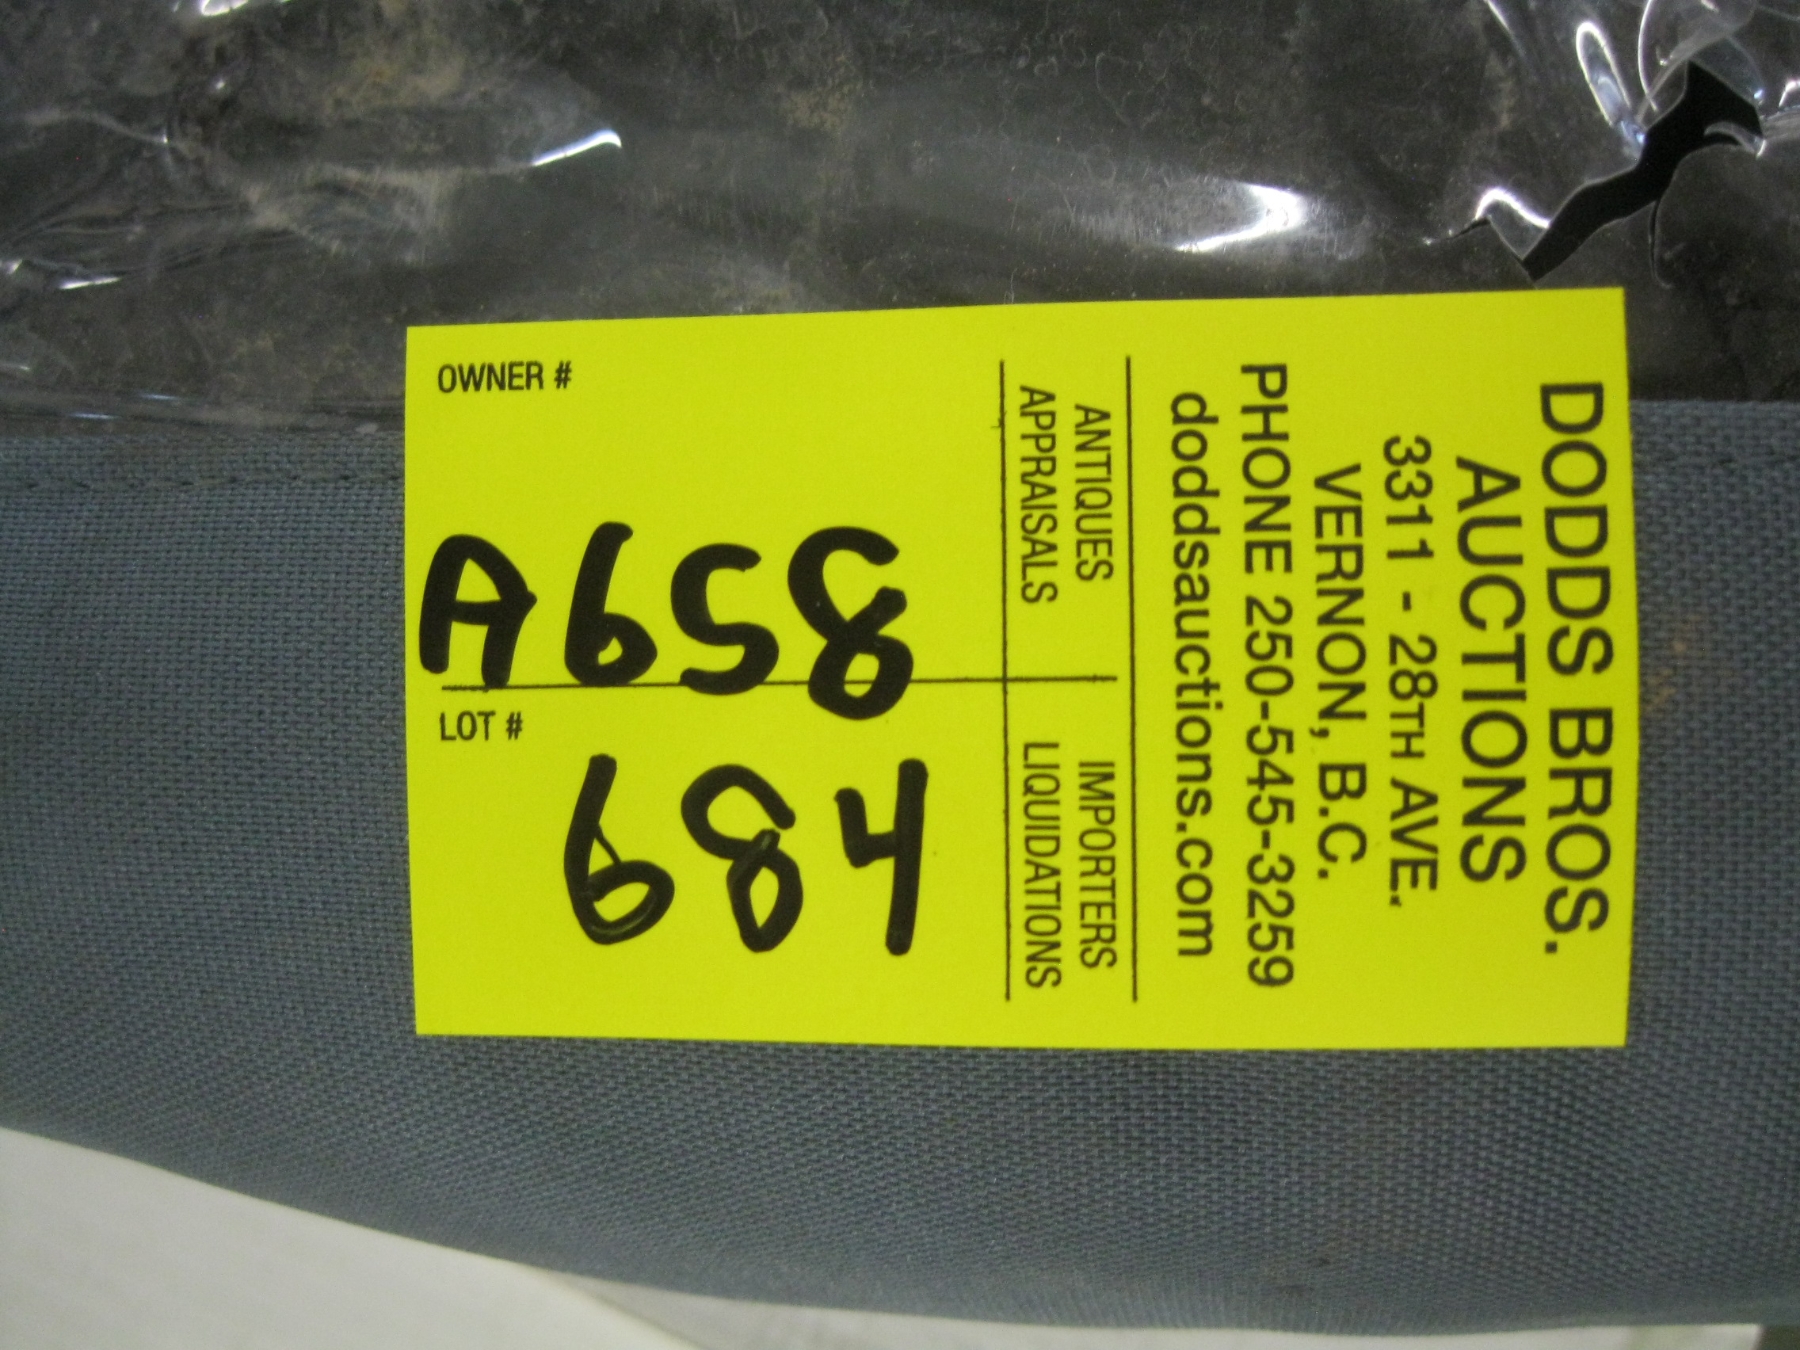 DODDS BROS.
AUCTIONS
3311 - 28TH AVE.
VERNON, B.C.
PHONE 250-545-3259
doddsauctions.com
ANTIQUES
APPRAISALS
IMPORTERS
LIQUIDATIONS
OWNER #
A658
LOT #
684